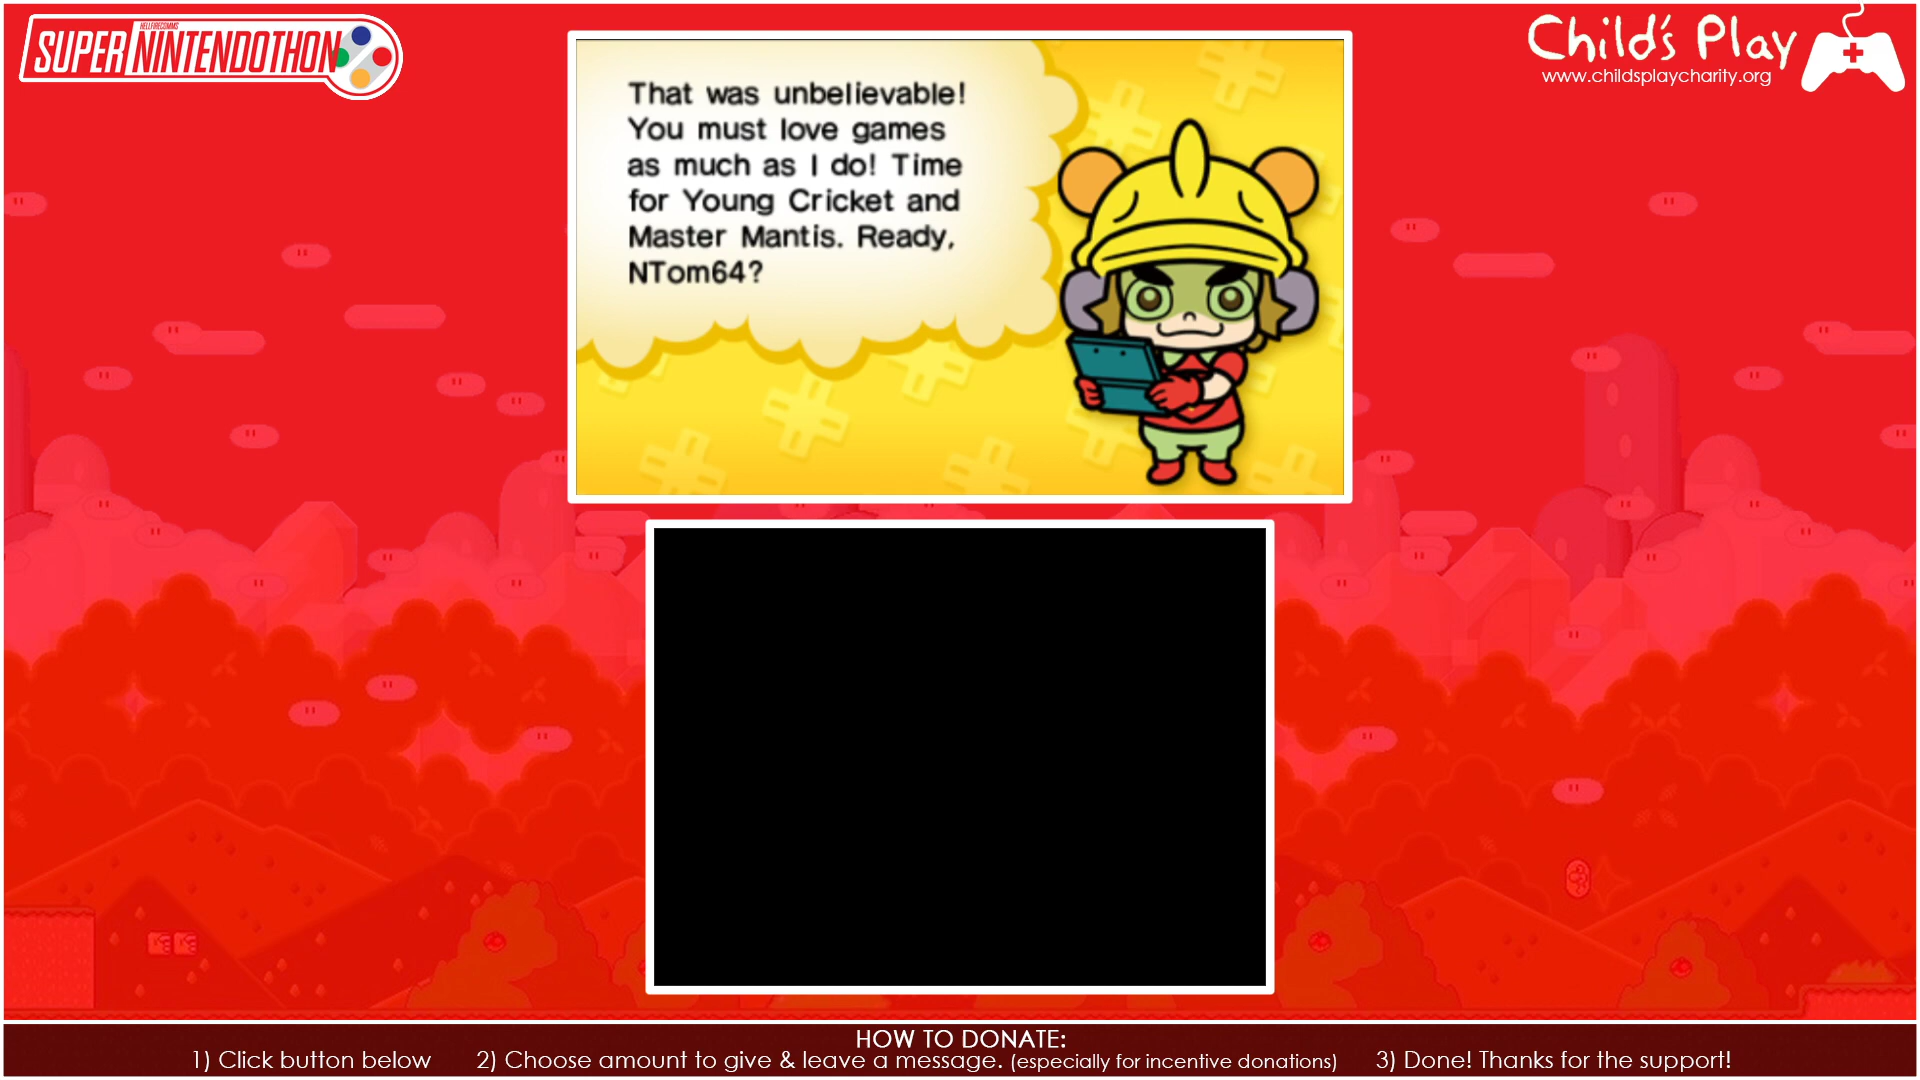 HELLFIRECOMMS
SUPER NINTENDOTHON
Child's Play
www.childsplaycharity.org
That was unbelievable!
You must love games
as much as I do! Time
for Young Cricket and
Master Mantis. Ready,
NTom64?
HOW TO DONATE:
1) Click button below 2) Choose amount to give & leave a message. (especially for incentive donations) 3) Done! Thanks for the support!